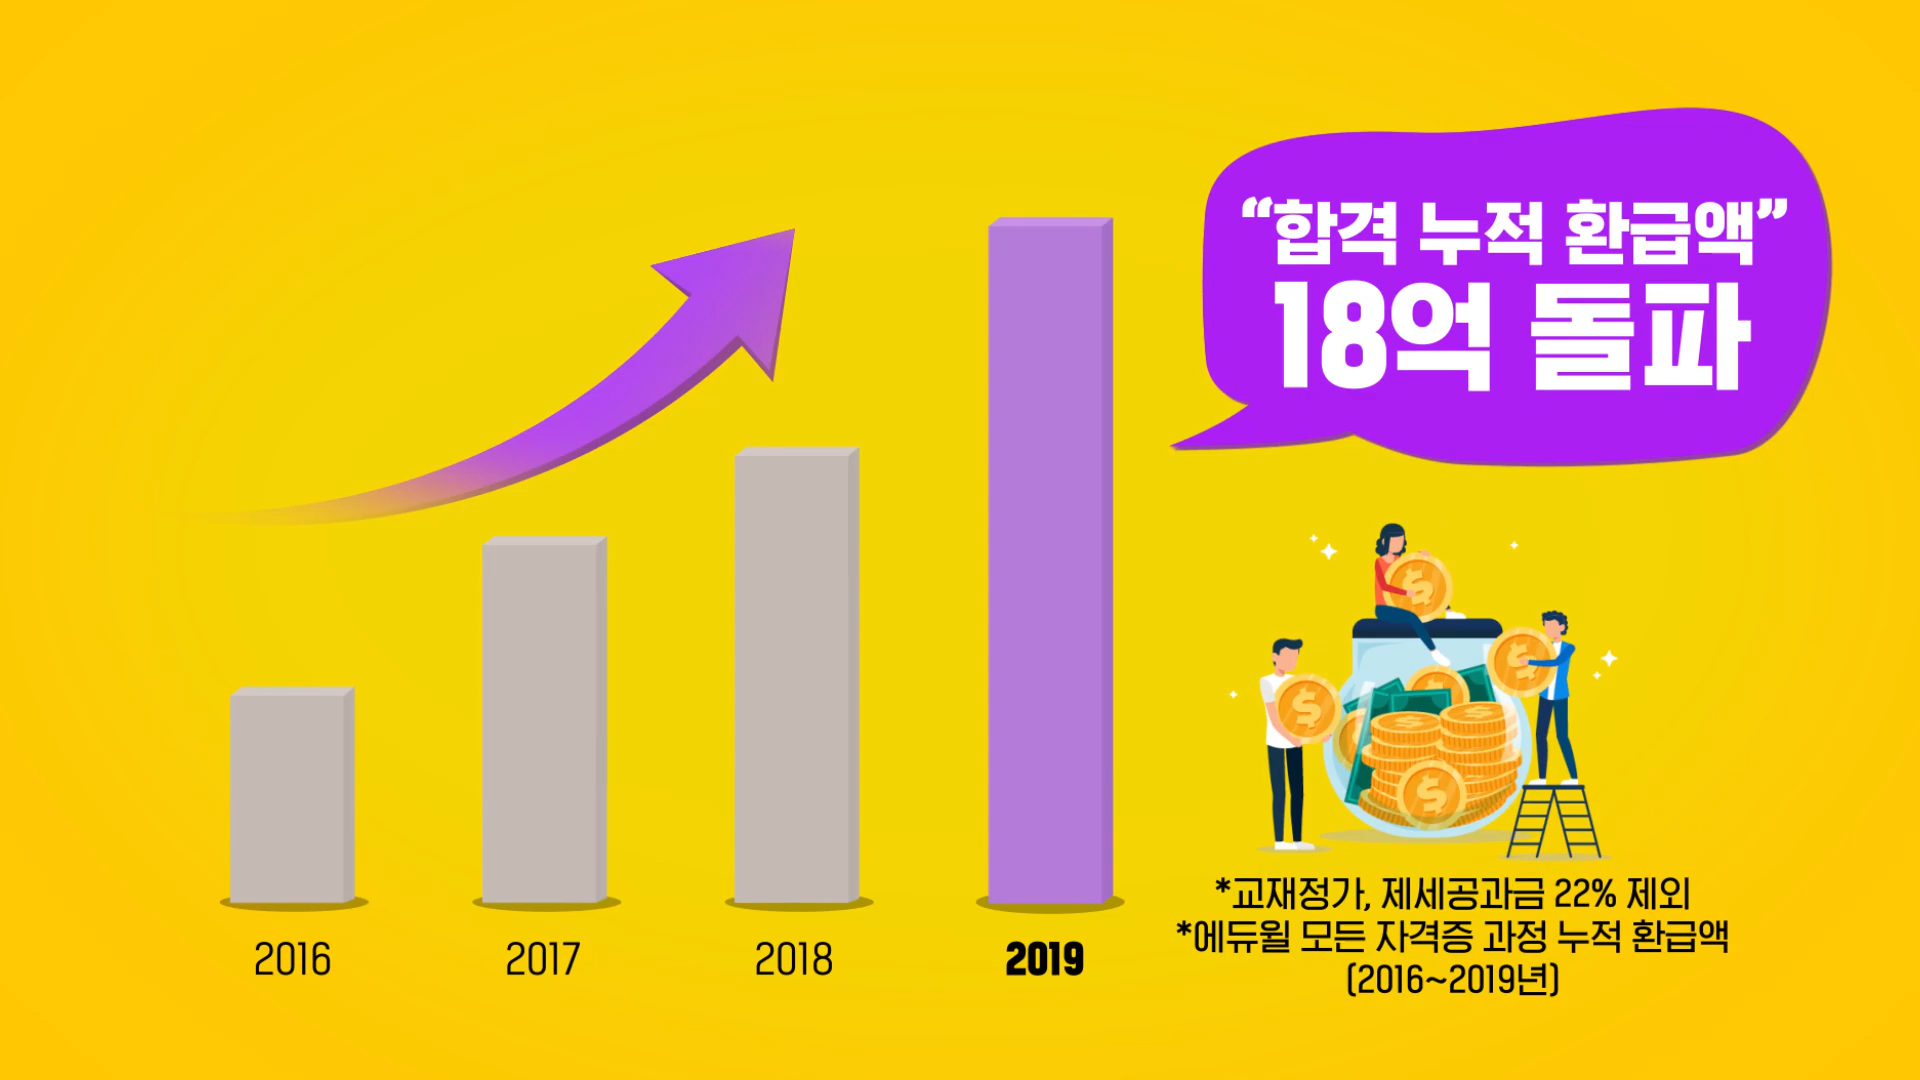 “합격 누적 환급액”
18억 돌파
2016
2017
2018
2019
*교재정가, 제세공과금 22% 제외
*에듀윌 모든 자격증 과정 누적 환급액
(2016~2019년)